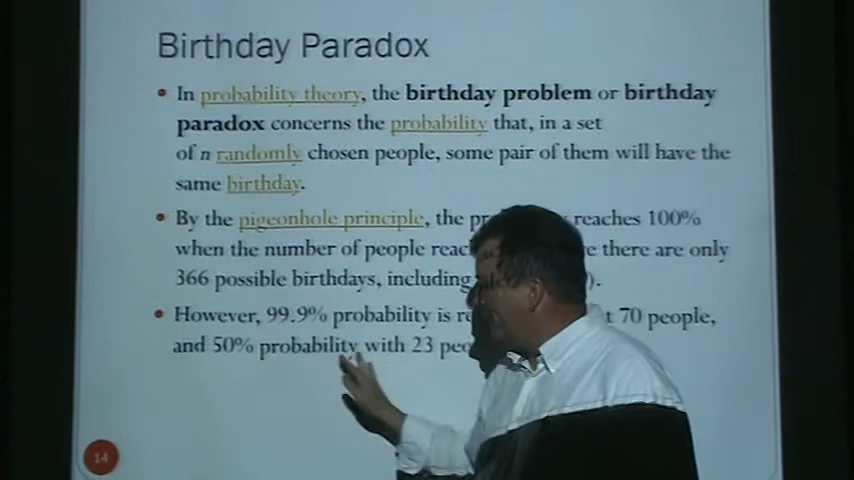 Birthday Paradox
In probability theory, the birthday problem or birthday
paradox concerns the probability that, in a set
of n randomly chosen people, some pair of them will have the
same birthday.
By the pigeonhole principle, the reaches 100%
when the number of people there are only
366 possible birthdays, including
However, 99.9% probability is 70 people,
and 50% probability with 23
14